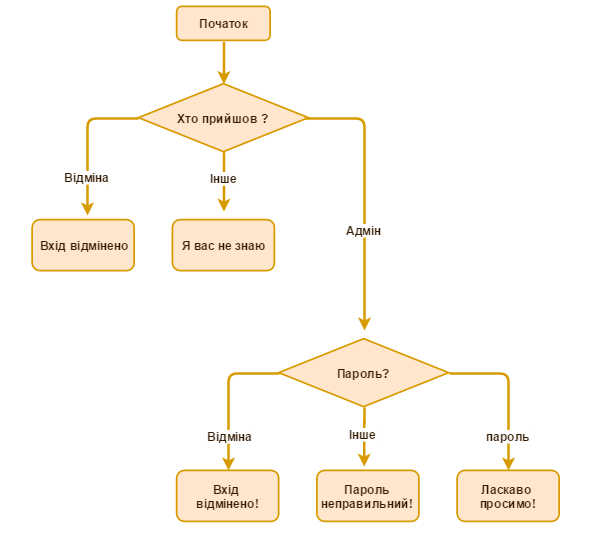 Початок
Хто прийшов ?
Відміна
Інше
Вхід відмінено
Я вас не знаю
Адмін
Пароль?
Відміна
Інше
пароль
Вхід
відмінено!
Пароль
неправильний!
Ласкаво
просимо!